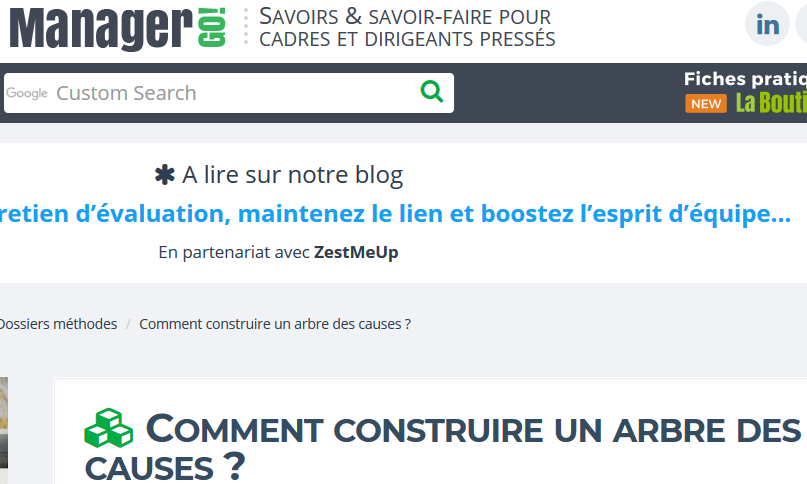 Manager GO!
SAVOIRS & SAVOIR-FAIRE POUR
CADRES ET DIRIGEANTS PRESSÉS
in
Google Custom Search
Fiches pratiq
NEW La Bouti
A lire sur notre blog
retien d’évaluation, maintenez le lien et boostez l’esprit d’équipe...
En partenariat avec ZestMeUp
Dossiers méthodes / Comment construire un arbre des causes ?
COMMENT CONSTRUIRE UN ARBRE DES
CAUSES ?